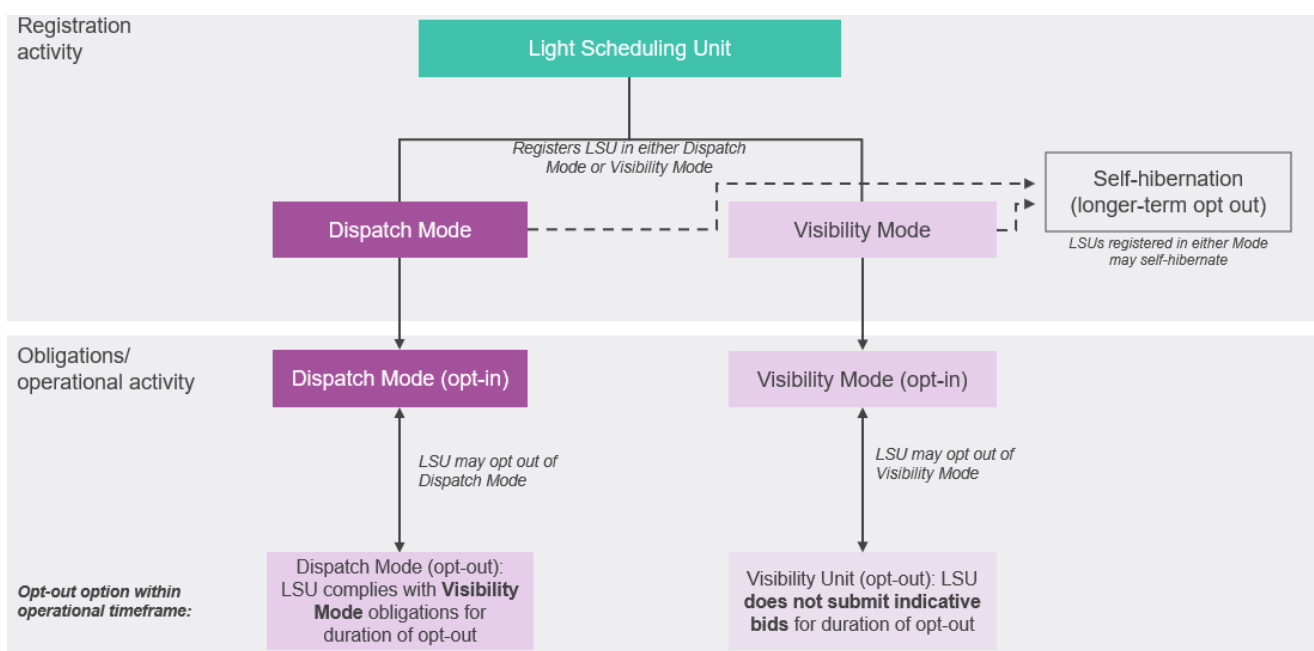 Registration
activity
Light Scheduling Unit
Registers LSU in either Dispatch
Mode or Visibility Mode
Self-hibernation
(longer-term opt out)
Dispatch Mode
Visibility Mode
LSUs registered in either Mode
may self-hibernate
Obligations/
operational activity
Dispatch Mode (opt-in)
Visibility Mode (opt-in)
LSU may opt out of
Dispatch Mode
LSU may opt out of
Visibility Mode
Opt-out option within
operational timeframe:
Dispatch Mode (opt-out):
LSU complies with Visibility
Mode obligations for
duration of opt-out
Visibility Unit (opt-out): LSU
does not submit indicative
bids for duration of opt-out